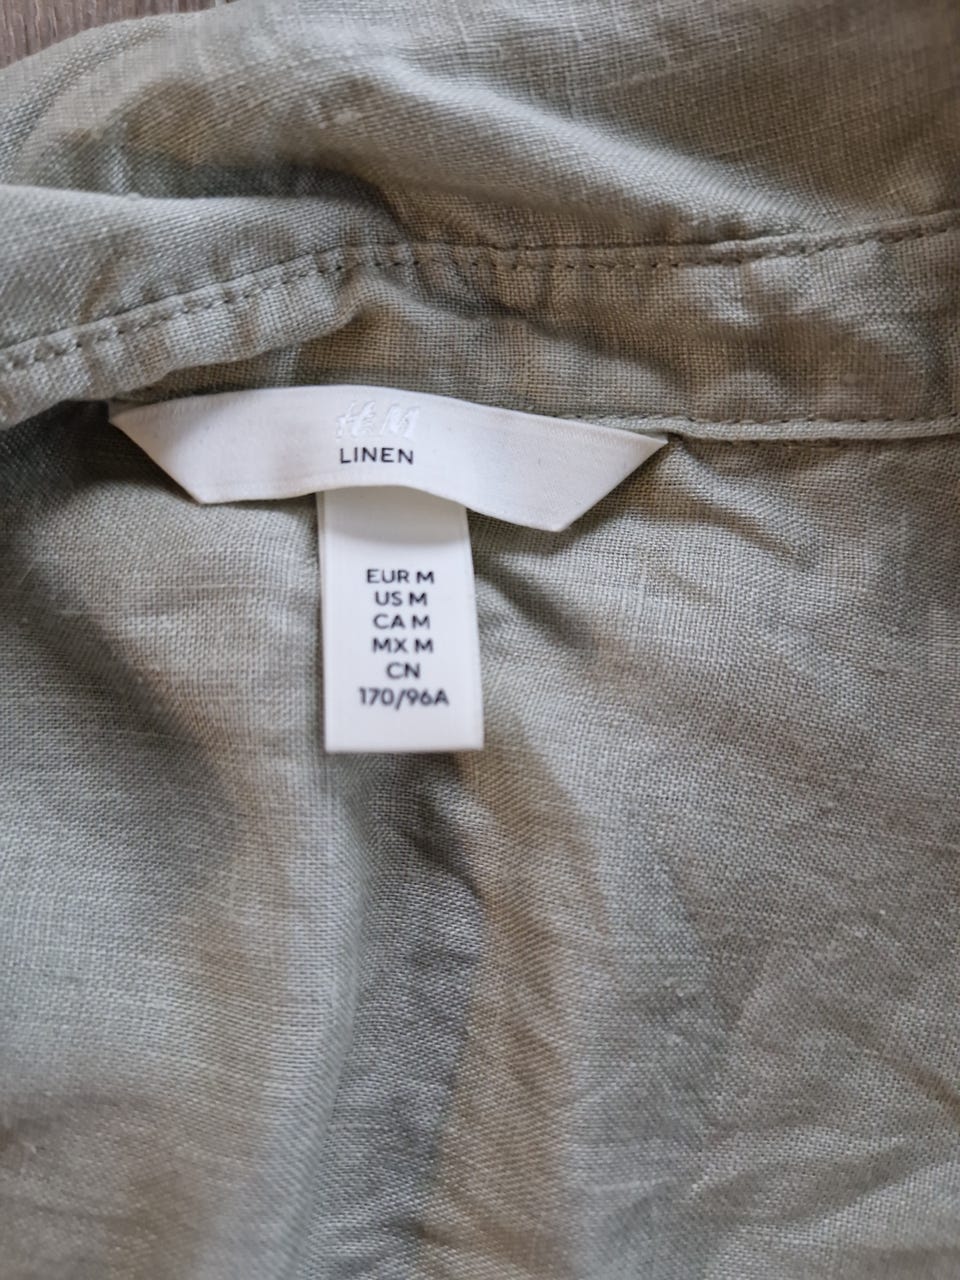 H&M
LINEN
EUR M
US M
CA M
MX M
CN
170/96A